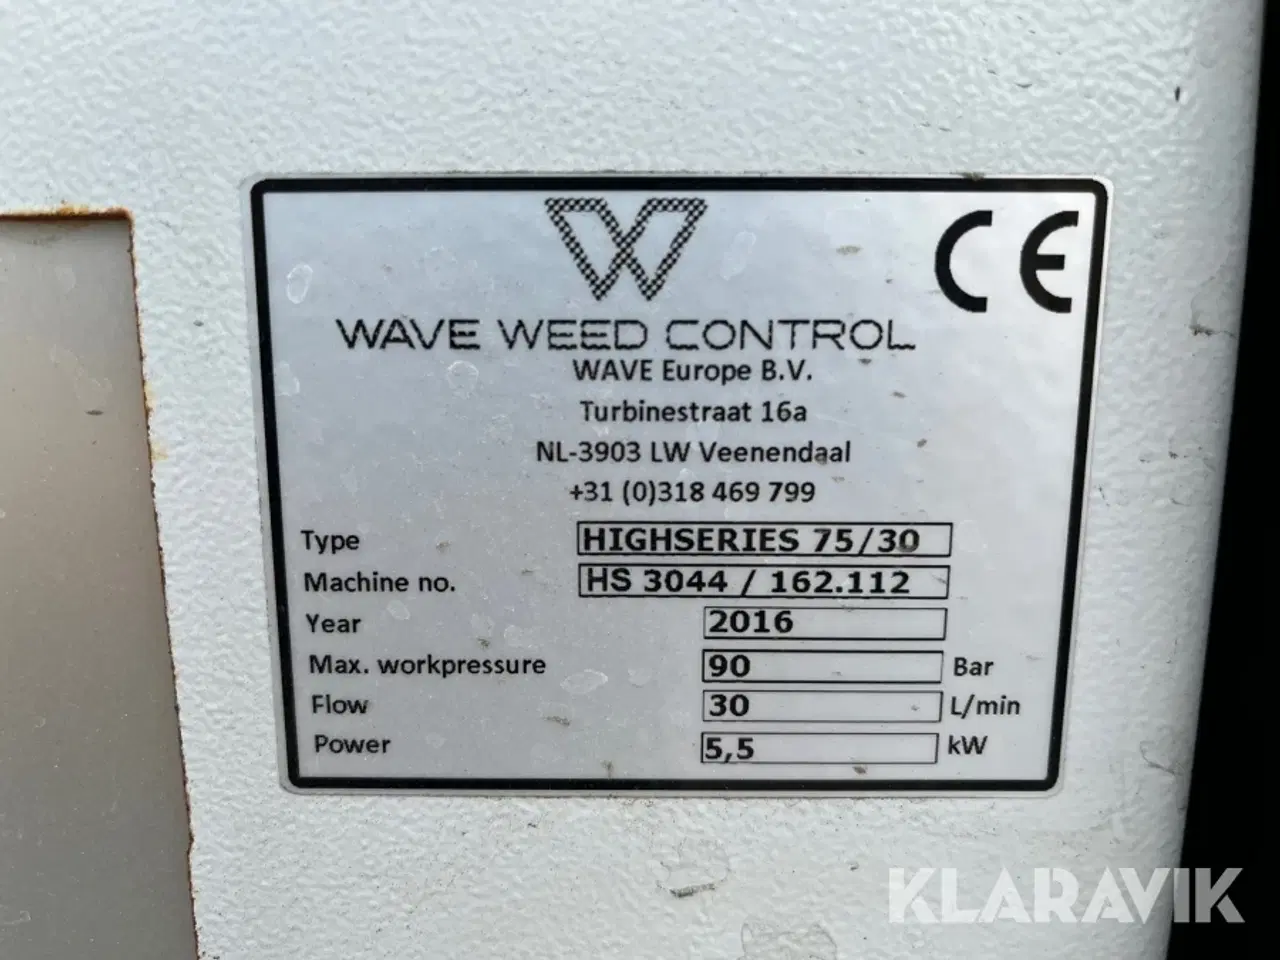 W
CE
WAVE WEED CONTROL
WAVE Europe B.V.
Turbinestraat 16a
NL-3903 LW Veenendaal
+31 (0)318 469 799
Type HIGHSERIES 75/30
Machine no. HS 3044 / 162.112
Year 2016
Max. workpressure 90 Bar
Flow 30 L/min
Power 5,5 kW
KLARAVIK